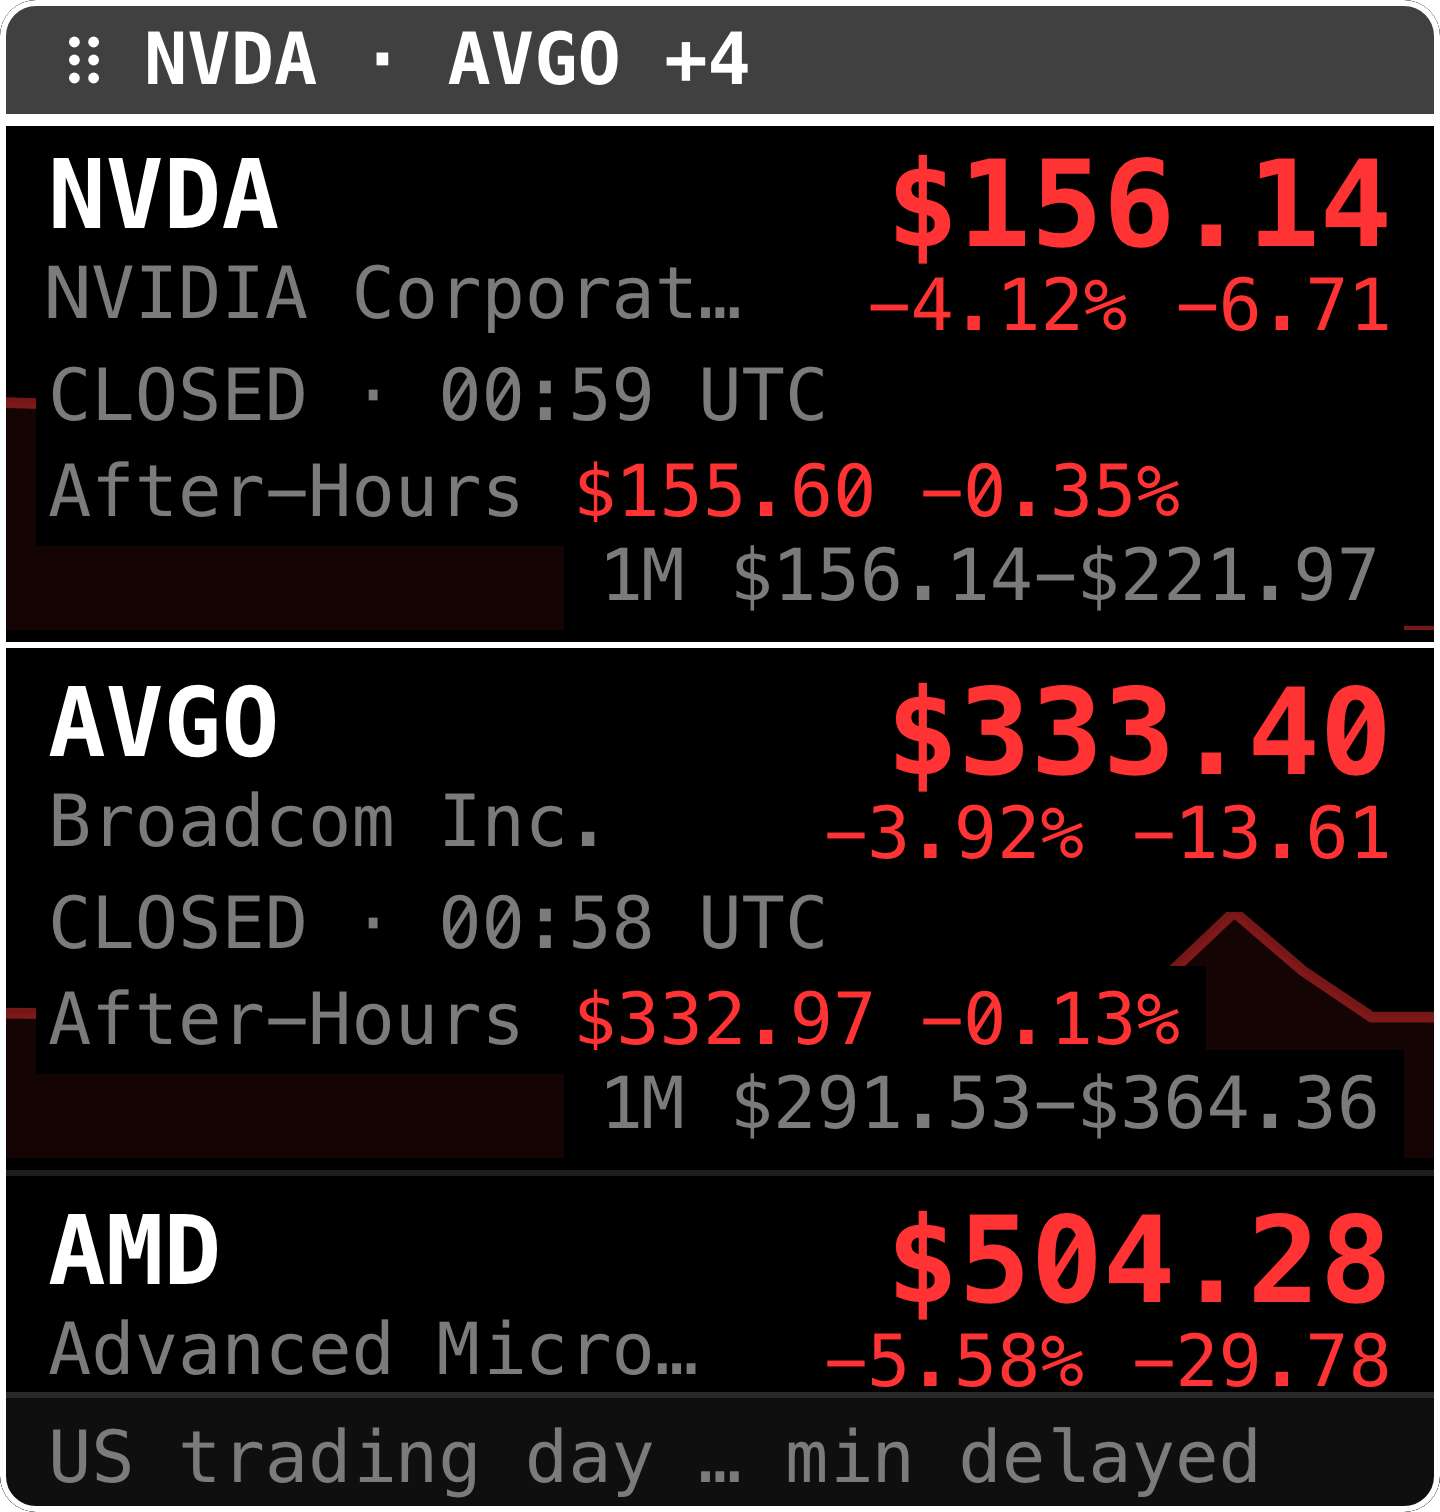 NVDA · AVGO +4
NVDA $156.14
NVIDIA Corporat… −4.12% −6.71
CLOSED · 00:59 UTC
After−Hours $155.60 −0.35%
1M $156.14−$221.97
AVGO $333.40
Broadcom Inc. −3.92% −13.61
CLOSED · 00:58 UTC
After−Hours $332.97 −0.13%
1M $291.53−$364.36
AMD $504.28
Advanced Micro… −5.58% −29.78
US trading day … min delayed